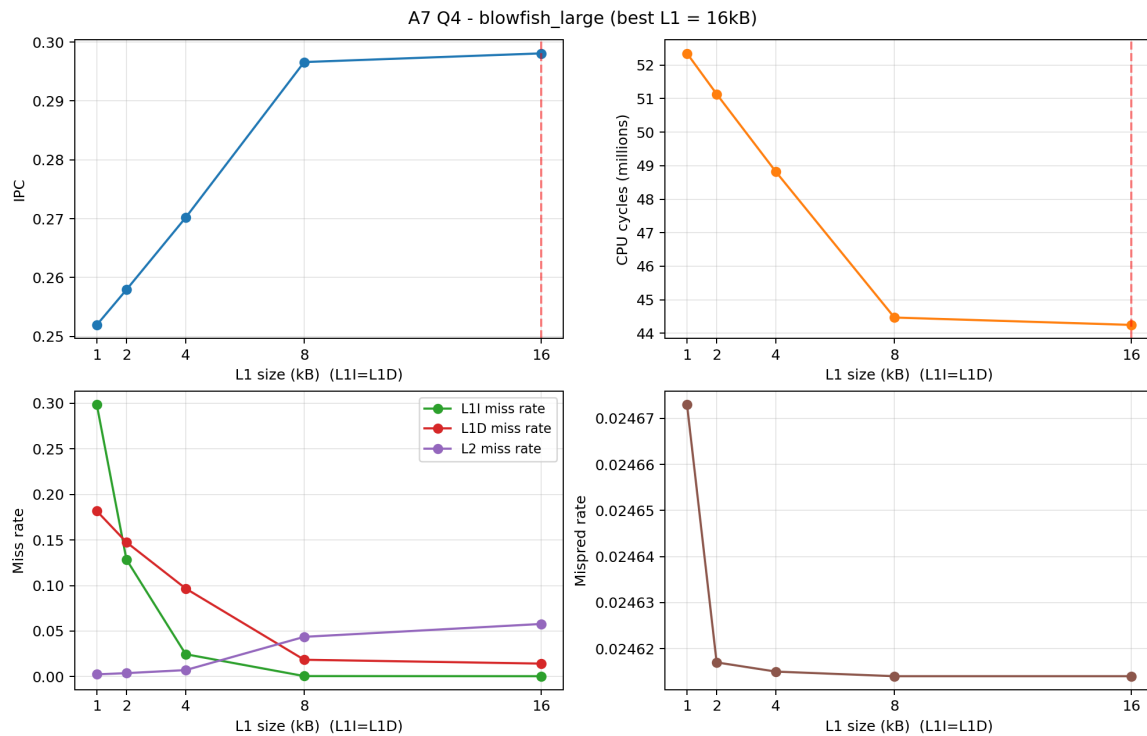 A7 Q4 - blowfish_large (best L1 = 16kB)
0.30
0.29
0.28
0.27
0.26
0.25
IPC
1 2 4 8 16
L1 size (kB)  (L1I=L1D)
52
51
50
49
48
47
46
45
44
CPU cycles (millions)
1 2 4 8 16
L1 size (kB)  (L1I=L1D)
0.30
0.25
0.20
0.15
0.10
0.05
0.00
Miss rate
L1I miss rate
L1D miss rate
L2 miss rate
1 2 4 8 16
L1 size (kB)  (L1I=L1D)
0.02467
0.02466
0.02465
0.02464
0.02463
0.02462
Mispred rate
1 2 4 8 16
L1 size (kB)  (L1I=L1D)